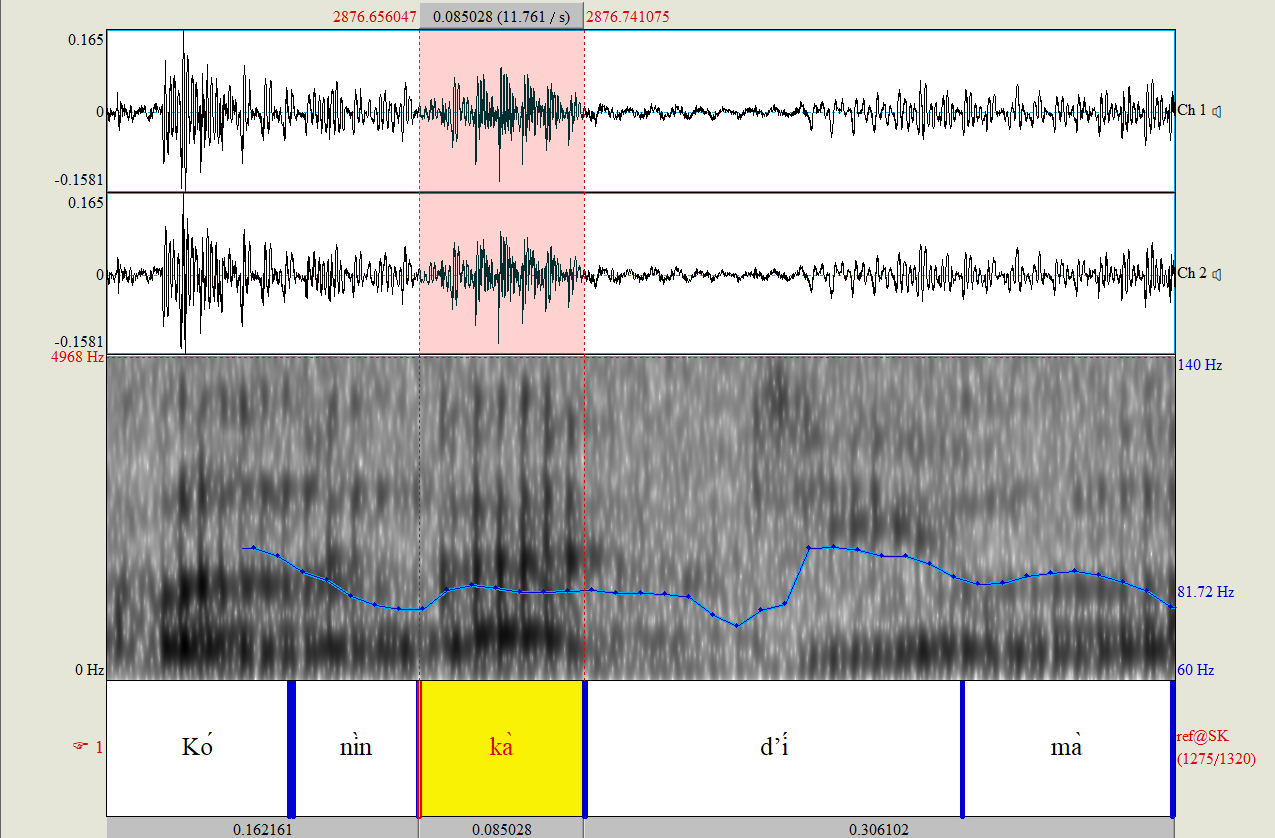 2876.656047 0.085028 (11.761 / s) 2876.741075
0.165
0
-0.1581
Ch 1
0.165
0
-0.1581
Ch 2
4968 Hz
0 Hz
140 Hz
81.72 Hz
60 Hz
☞ 1
Kó nìn kà d’í mà
ref@SK
(1275/1320)
0.162161 0.085028 0.306102